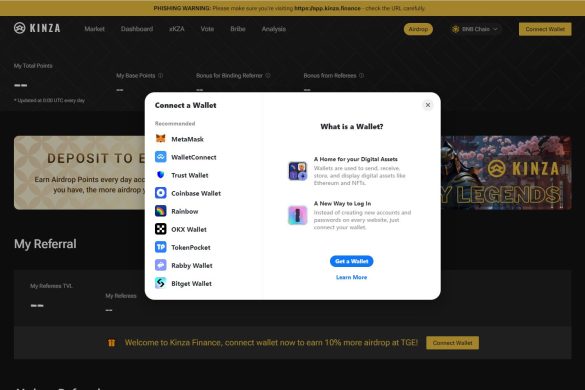 PHISHING WARNING: Please make sure you're visiting https://app.kinza.finance - check the URL carefully.
KINZA
Market
Dashboard
xKZA
Vote
Bribe
Analysis
Airdrop
BNB Chain
Connect Wallet
My Total Points
--
* Updated at 0:00 UTC every day
My Base Points
--
Bonus for Binding Referrer
--
Bonus from Referees
--
DEPOSIT TO E
Earn Airdrop Points every day acc
you have, the more airdrop y
KINZA
Y LEGENDS
Connect a Wallet
Recommended
MetaMask
WalletConnect
Trust Wallet
Coinbase Wallet
Rainbow
OKX Wallet
TP
TokenPocket
Rabby Wallet
Bitget Wallet
What is a Wallet?
A Home for your Digital Assets
Wallets are used to send, receive,
store, and display digital assets like
Ethereum and NFTs.
A New Way to Log In
Instead of creating new accounts and
passwords on every website, just
connect your wallet.
Get a Wallet
Learn More
My Referral
My Referees TVL
--
My Referees
--
Welcome to Kinza Finance, connect wallet now to earn 10% more airdrop at TGE!
Connect Wallet